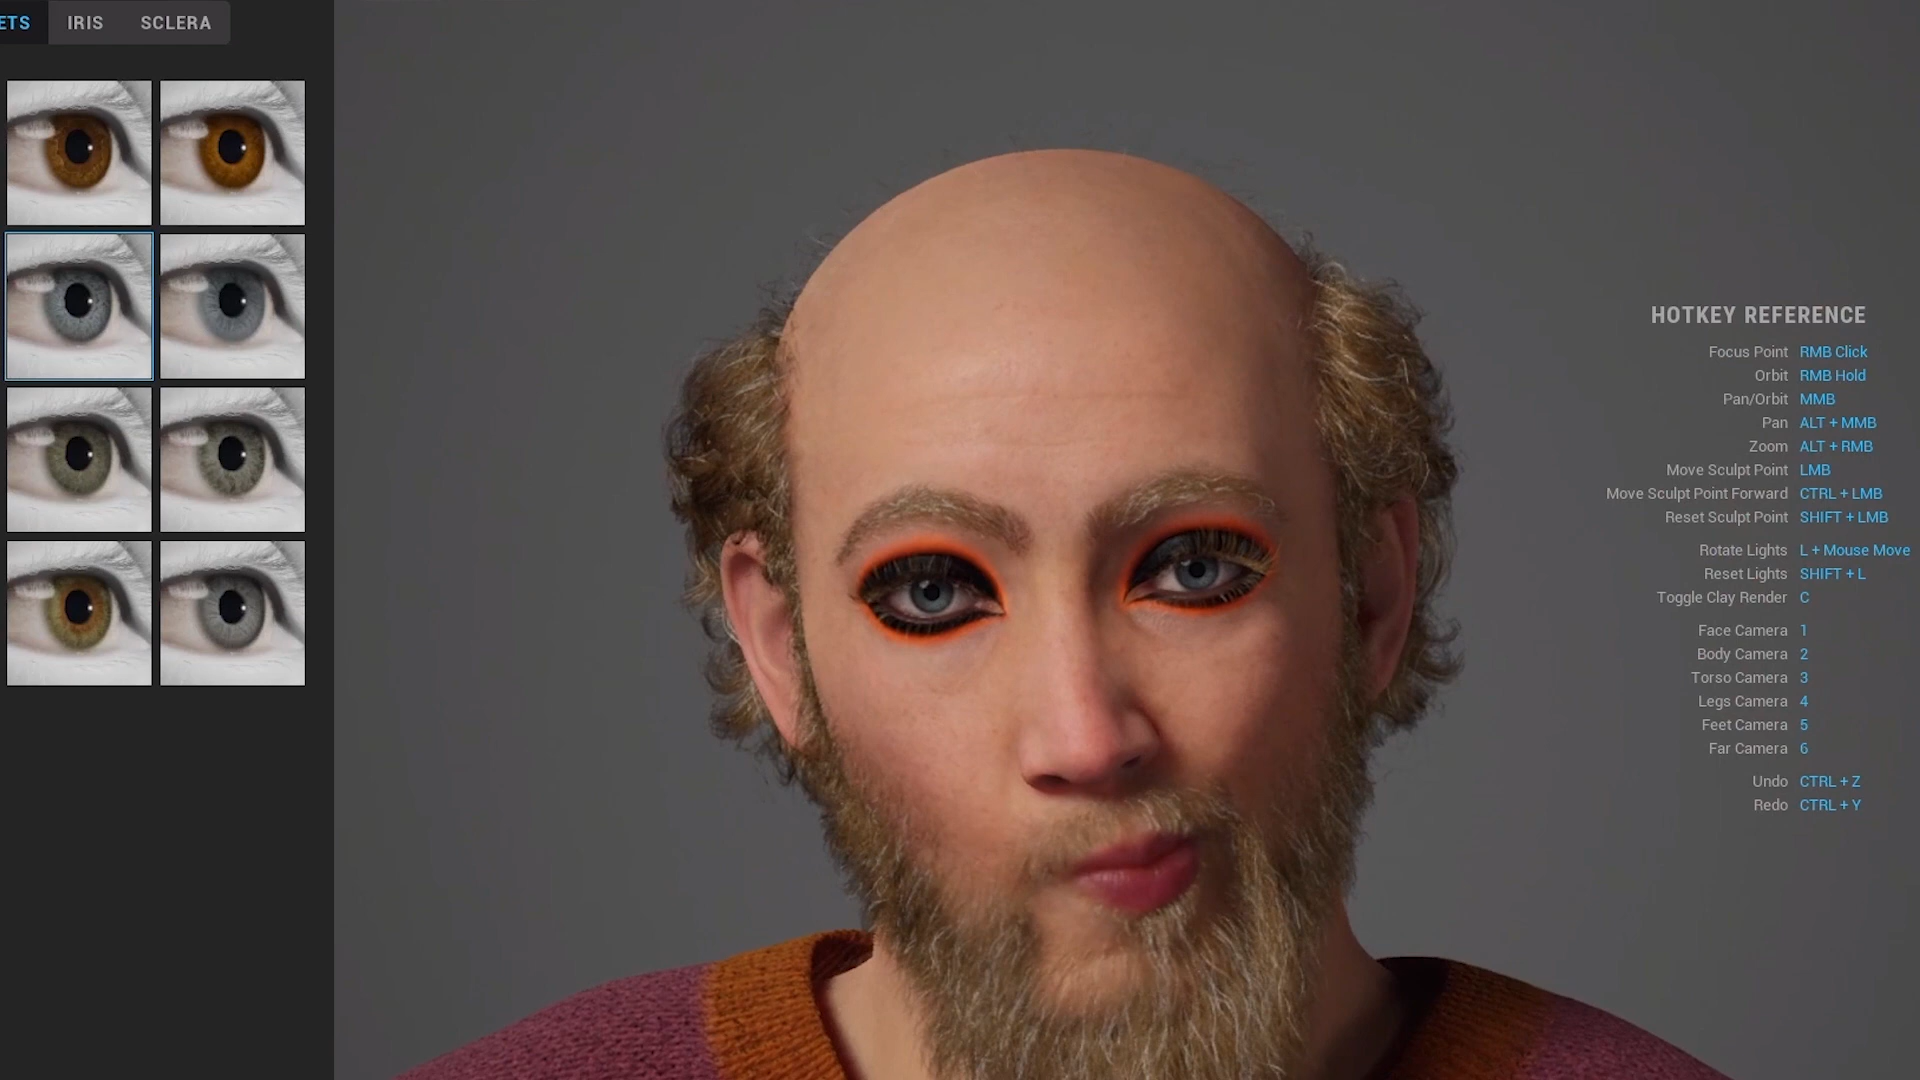 ETS IRIS SCLERA
HOTKEY REFERENCE
Focus Point RMB Click
Orbit RMB Hold
Pan/Orbit MMB
Pan ALT + MMB
Zoom ALT + RMB
Move Sculpt Point LMB
Move Sculpt Point Forward CTRL + LMB
Reset Sculpt Point SHIFT + LMB
Rotate Lights L + Mouse Move
Reset Lights SHIFT + L
Toggle Clay Render C
Face Camera 1
Body Camera 2
Torso Camera 3
Legs Camera 4
Feet Camera 5
Far Camera 6
Undo CTRL + Z
Redo CTRL + Y